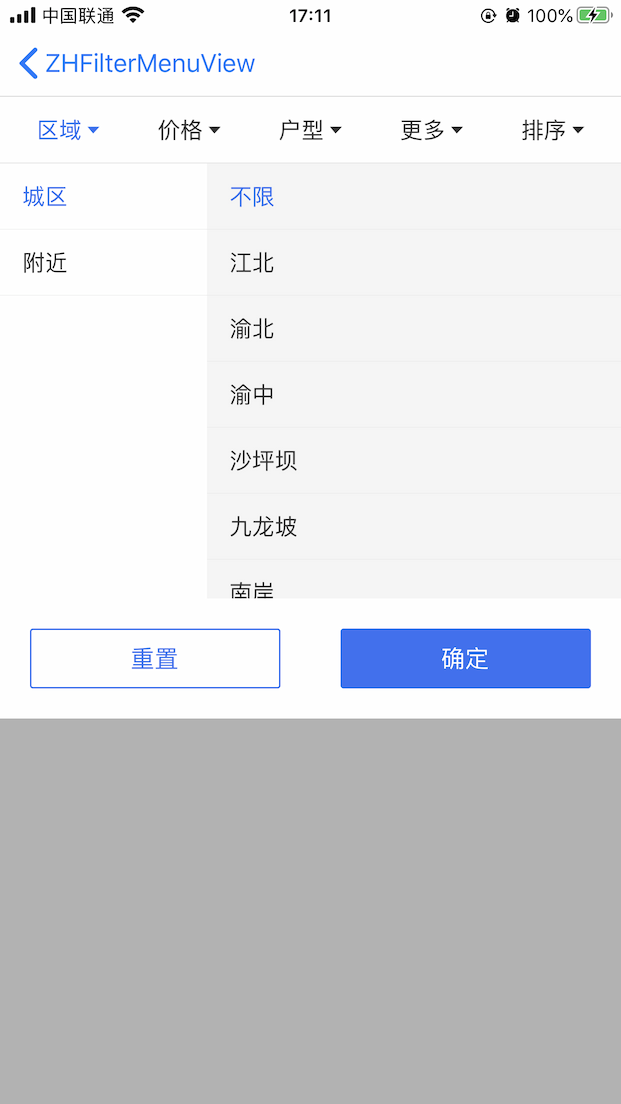 中国联通 17:11 100%
ZHFilterMenuView
区域 价格 户型 更多 排序
城区 不限
附近 江北
渝北
渝中
沙坪坝
九龙坡
南岸
重置 确定